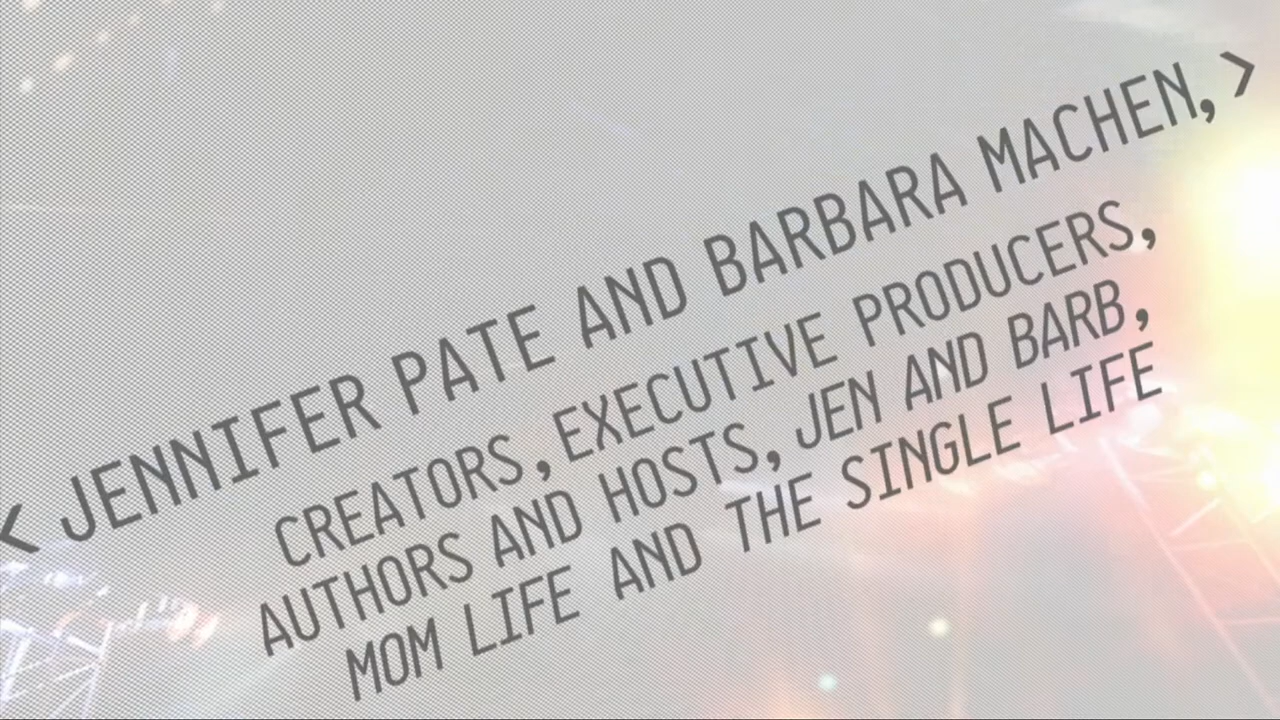 < JENNIFER PATE AND BARBARA MACHEN, >
CREATORS, EXECUTIVE PRODUCERS,
AUTHORS AND HOSTS, JEN AND BARB,
MOM LIFE AND THE SINGLE LIFE